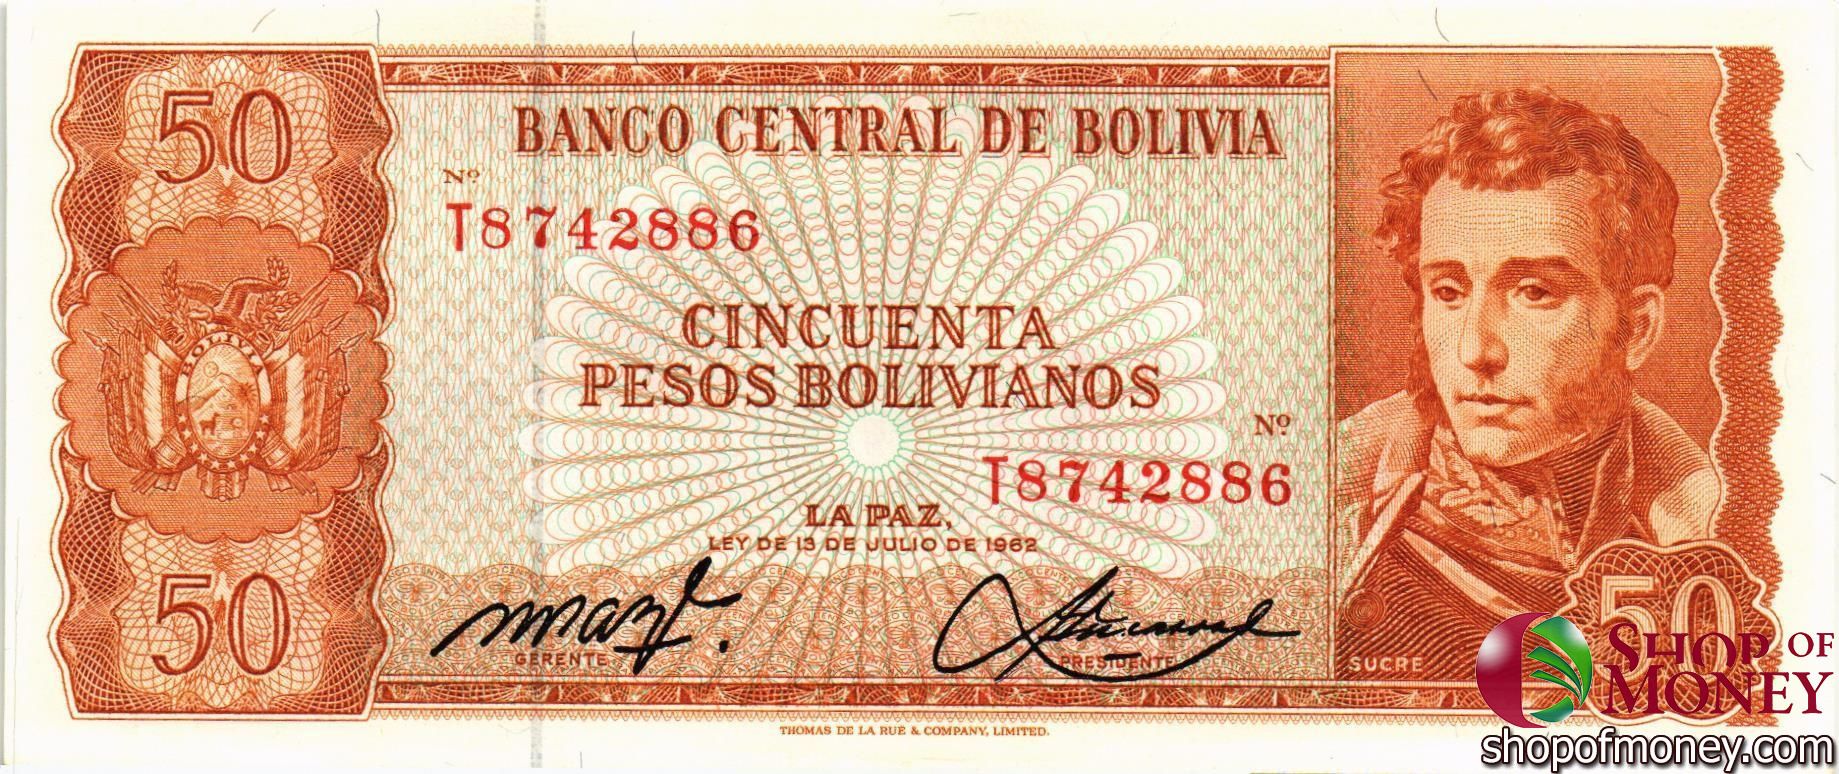 50
BANCO CENTRAL DE BOLIVIA
Nº
T8742886
BOLIVIA
CINCUENTA
PESOS BOLIVIANOS
Nº
T8742886
LA PAZ,
LEY DE 13 DE JULIO DE 1962
50
GERENTE
PRESIDENTE
SUCRE
50
THOMAS DE LA RUE & COMPANY, LIMITED.
SHOP OF
MONEY
shopofmoney.com